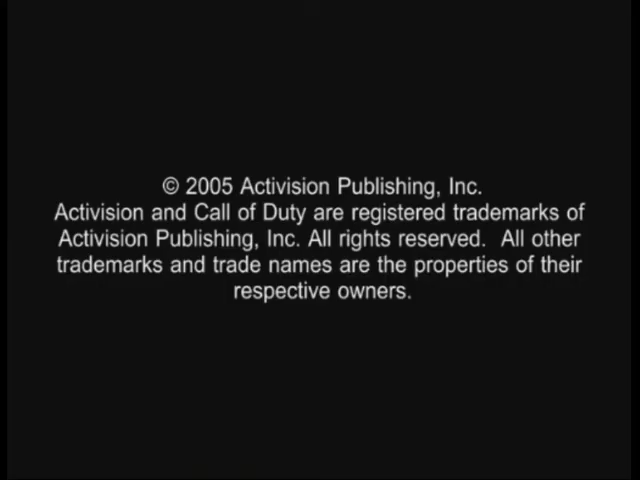 © 2005 Activision Publishing, Inc.
Activision and Call of Duty are registered trademarks of
Activision Publishing, Inc. All rights reserved.  All other
trademarks and trade names are the properties of their
respective owners.